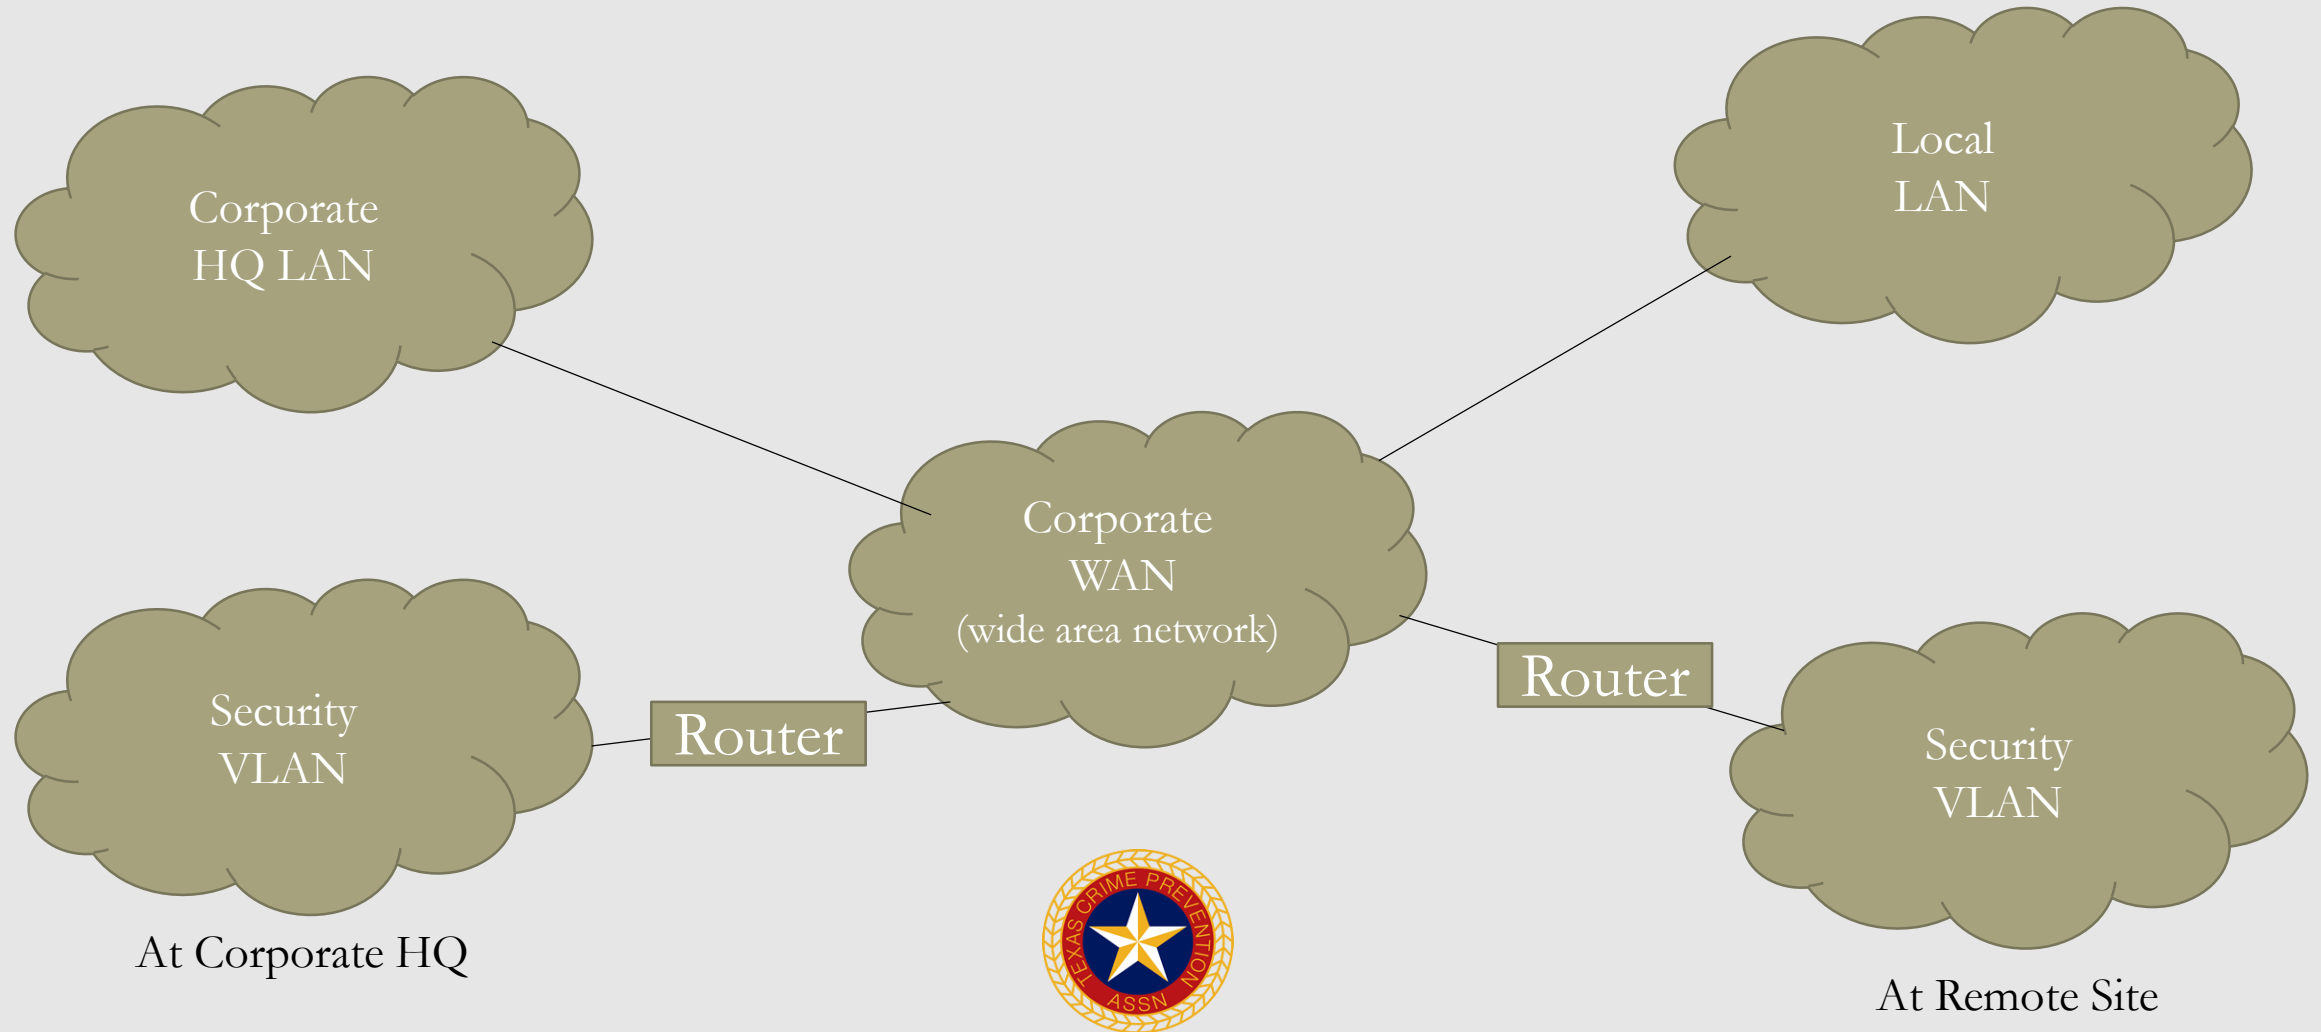 Corporate
HQ LAN
Local
LAN
Corporate
WAN
(wide area network)
Security
VLAN
Router
Router
Security
VLAN
At Corporate HQ
TEXAS CRIME PREVENTION
ASSN
At Remote Site